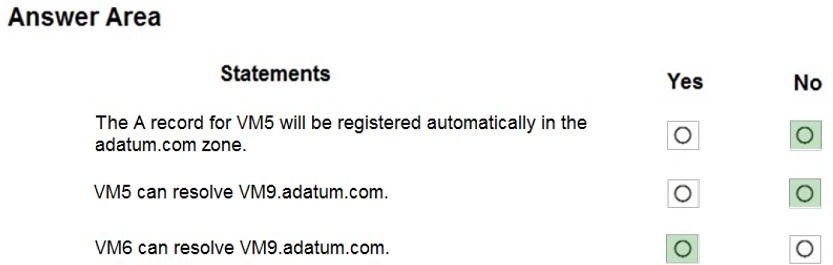 Answer Area
Statements Yes No
The A record for VM5 will be registered automatically in the
adatum.com zone.
VM5 can resolve VM9.adatum.com.
VM6 can resolve VM9.adatum.com.